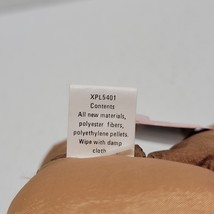 XPL5401
Contents
All new materials,
polyester fibers,
polyethylene pellets.
Wipe with damp
cloth